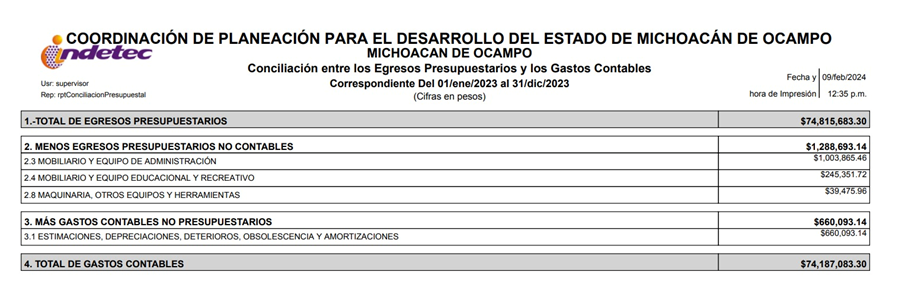 COORDINACIÓN DE PLANEACIÓN PARA EL DESARROLLO DEL ESTADO DE MICHOACÁN DE OCAMPO
indetec
MICHOACAN DE OCAMPO
Conciliación entre los Egresos Presupuestarios y los Gastos Contables
Correspondiente Del 01/ene/2023 al 31/dic/2023
(Cifras en pesos)
Usr: supervisor
Rep: rptConciliacionPresupuestal
Fecha y 09/feb/2024
hora de Impresión 12:35 p.m.
1.-TOTAL DE EGRESOS PRESUPUESTARIOS $74,815,683.30
2. MENOS EGRESOS PRESUPUESTARIOS NO CONTABLES $1,288,693.14
2.3 MOBILIARIO Y EQUIPO DE ADMINISTRACIÓN $1,003,865.46
2.4 MOBILIARIO Y EQUIPO EDUCACIONAL Y RECREATIVO $245,351.72
2.8 MAQUINARIA, OTROS EQUIPOS Y HERRAMIENTAS $39,475.96
3. MÁS GASTOS CONTABLES NO PRESUPUESTARIOS $660,093.14
3.1 ESTIMACIONES, DEPRECIACIONES, DETERIOROS, OBSOLESCENCIA Y AMORTIZACIONES $660,093.14
4. TOTAL DE GASTOS CONTABLES $74,187,083.30